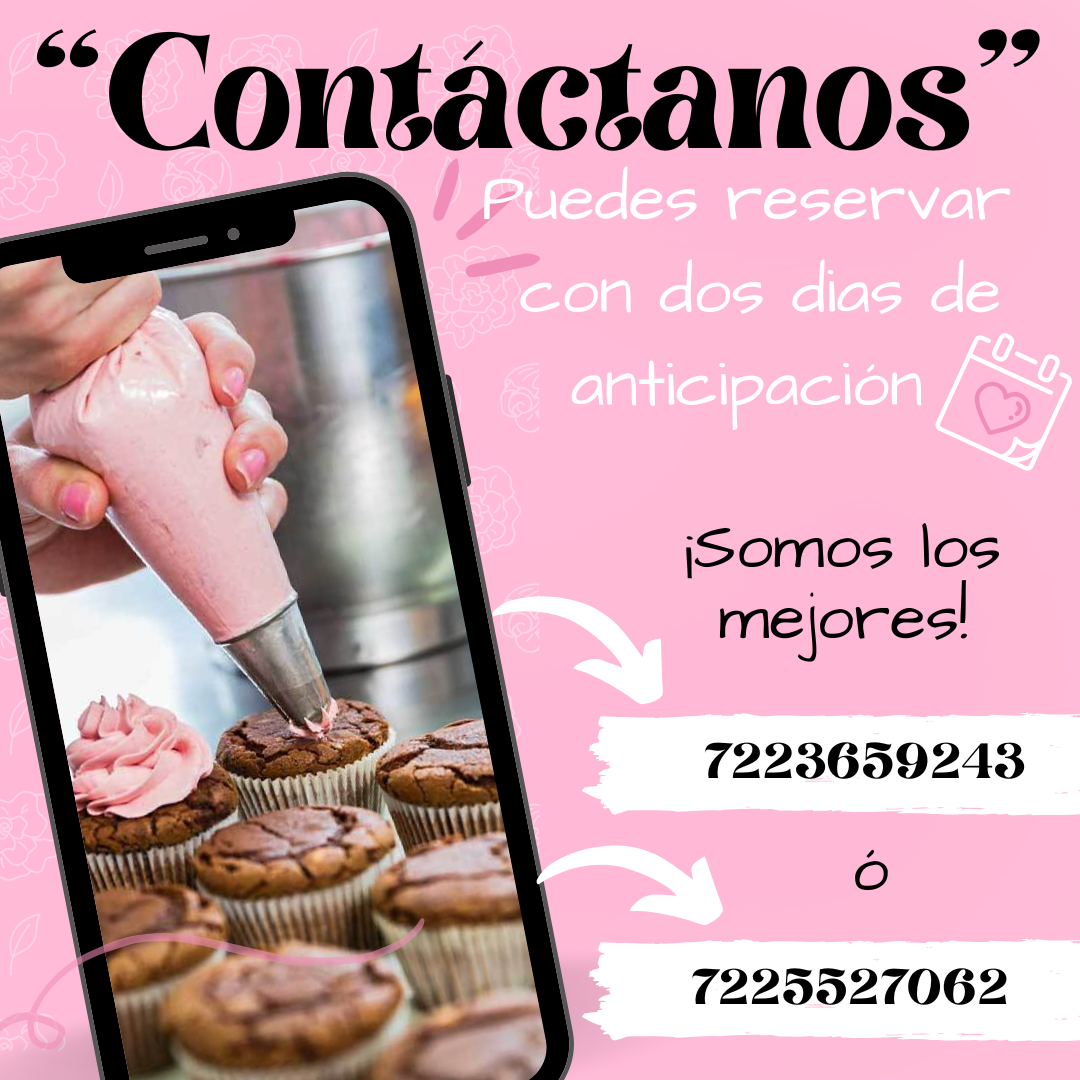 “Contáctanos”
Puedes reservar
con dos dias de
anticipación
¡Somos los
mejores!
7223659243
ó
7225527062